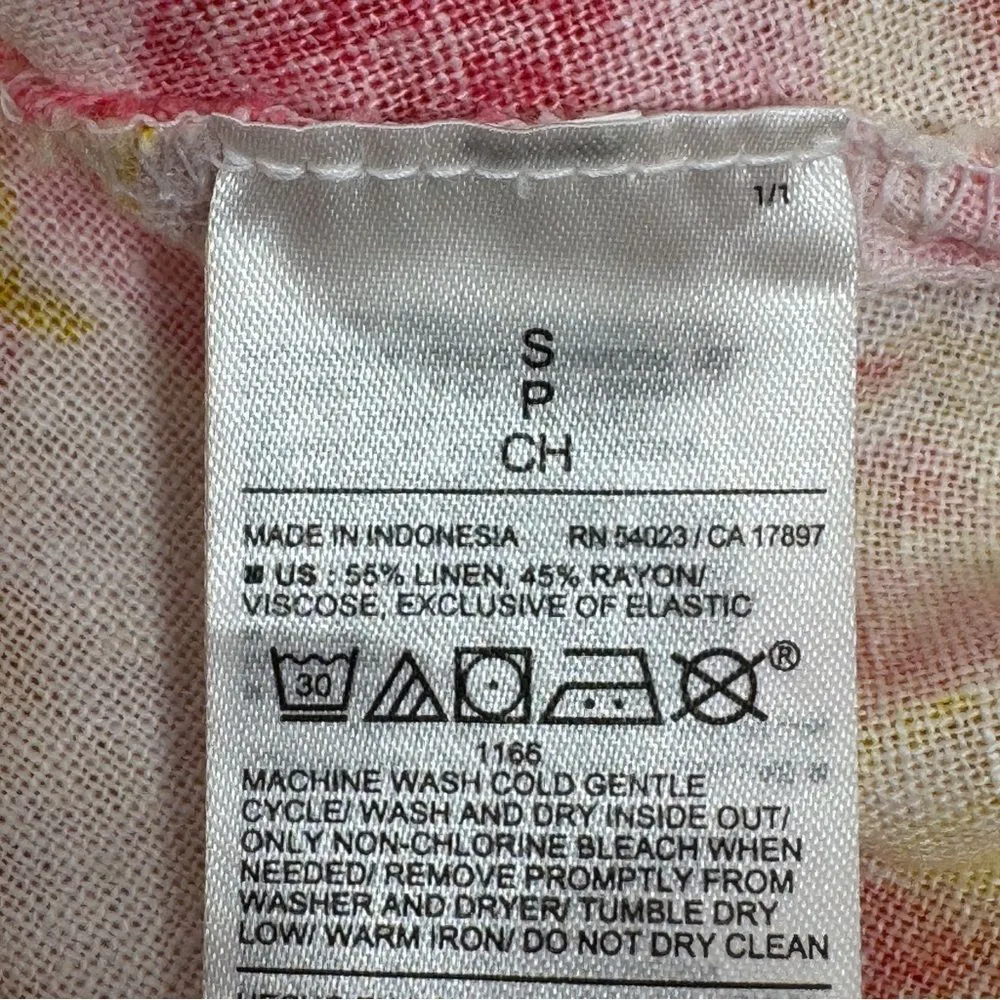 1/1
S
P
CH
MADE IN INDONESIA RN 54023 / CA 17897
US : 55% LINEN, 45% RAYON/
VISCOSE, EXCLUSIVE OF ELASTIC
30 ®
1166
MACHINE WASH COLD GENTLE
CYCLE/ WASH AND DRY INSIDE OUT/
ONLY NON-CHLORINE BLEACH WHEN
NEEDED/ REMOVE PROMPTLY FROM
WASHER AND DRYER/ TUMBLE DRY
LOW/ WARM IRON/ DO NOT DRY CLEAN